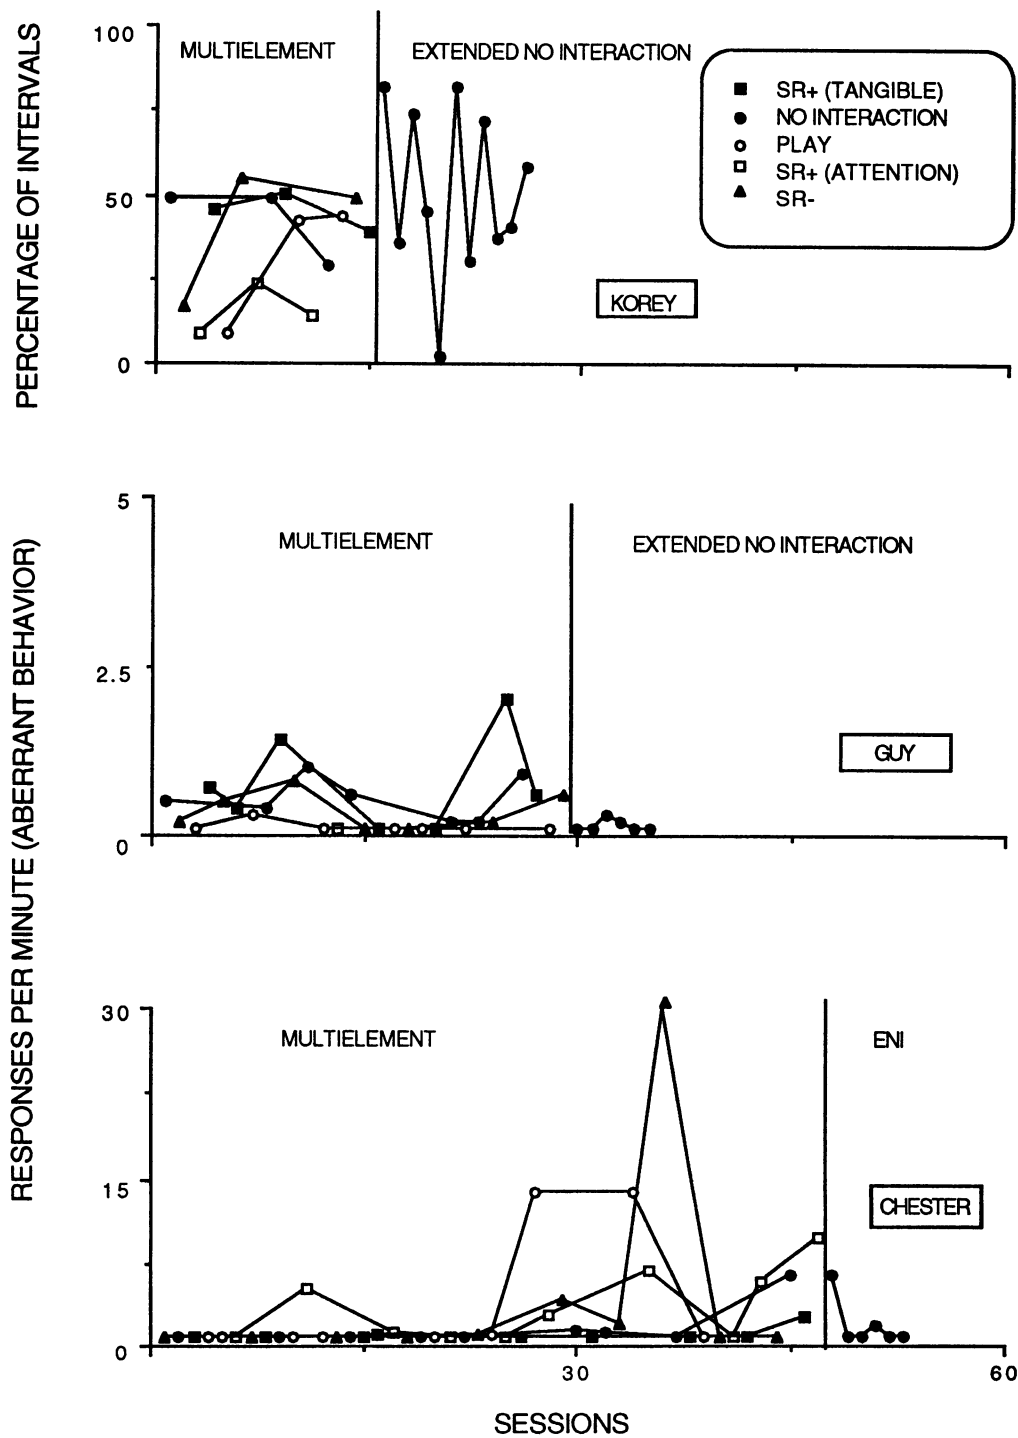 PERCENTAGE OF INTERVALS
100
50
0
MULTIELEMENT
EXTENDED NO INTERACTION
SR+ (TANGIBLE)
NO INTERACTION
PLAY
SR+ (ATTENTION)
SR-
KOREY
RESPONSES PER MINUTE (ABERRANT BEHAVIOR)
5
2.5
0
MULTIELEMENT
EXTENDED NO INTERACTION
GUY
30
15
0
MULTIELEMENT
ENI
CHESTER
30
60
SESSIONS